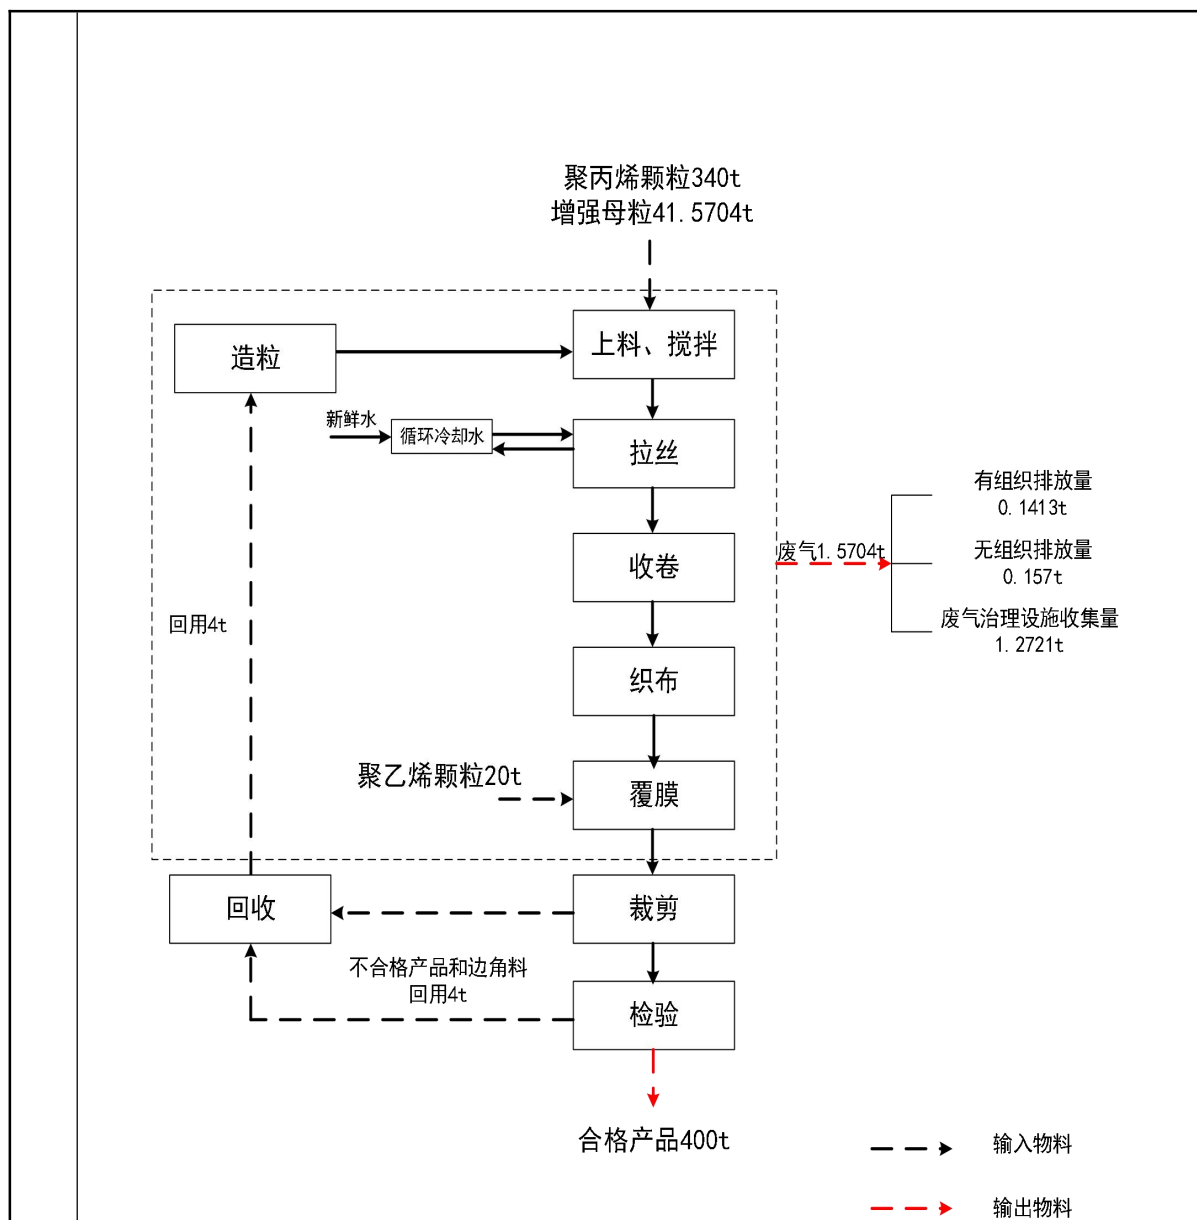 聚丙烯颗粒340t
增强母粒41.5704t
造粒
上料、搅拌
新鲜水
循环冷却水
拉丝
有组织排放量
0.1413t
收卷
废气1.5704t
无组织排放量
0.157t
回用4t
废气治理设施收集量
1.2721t
织布
聚乙烯颗粒20t
覆膜
回收
裁剪
不合格产品和边角料
回用4t
检验
合格产品400t
输入物料
输出物料